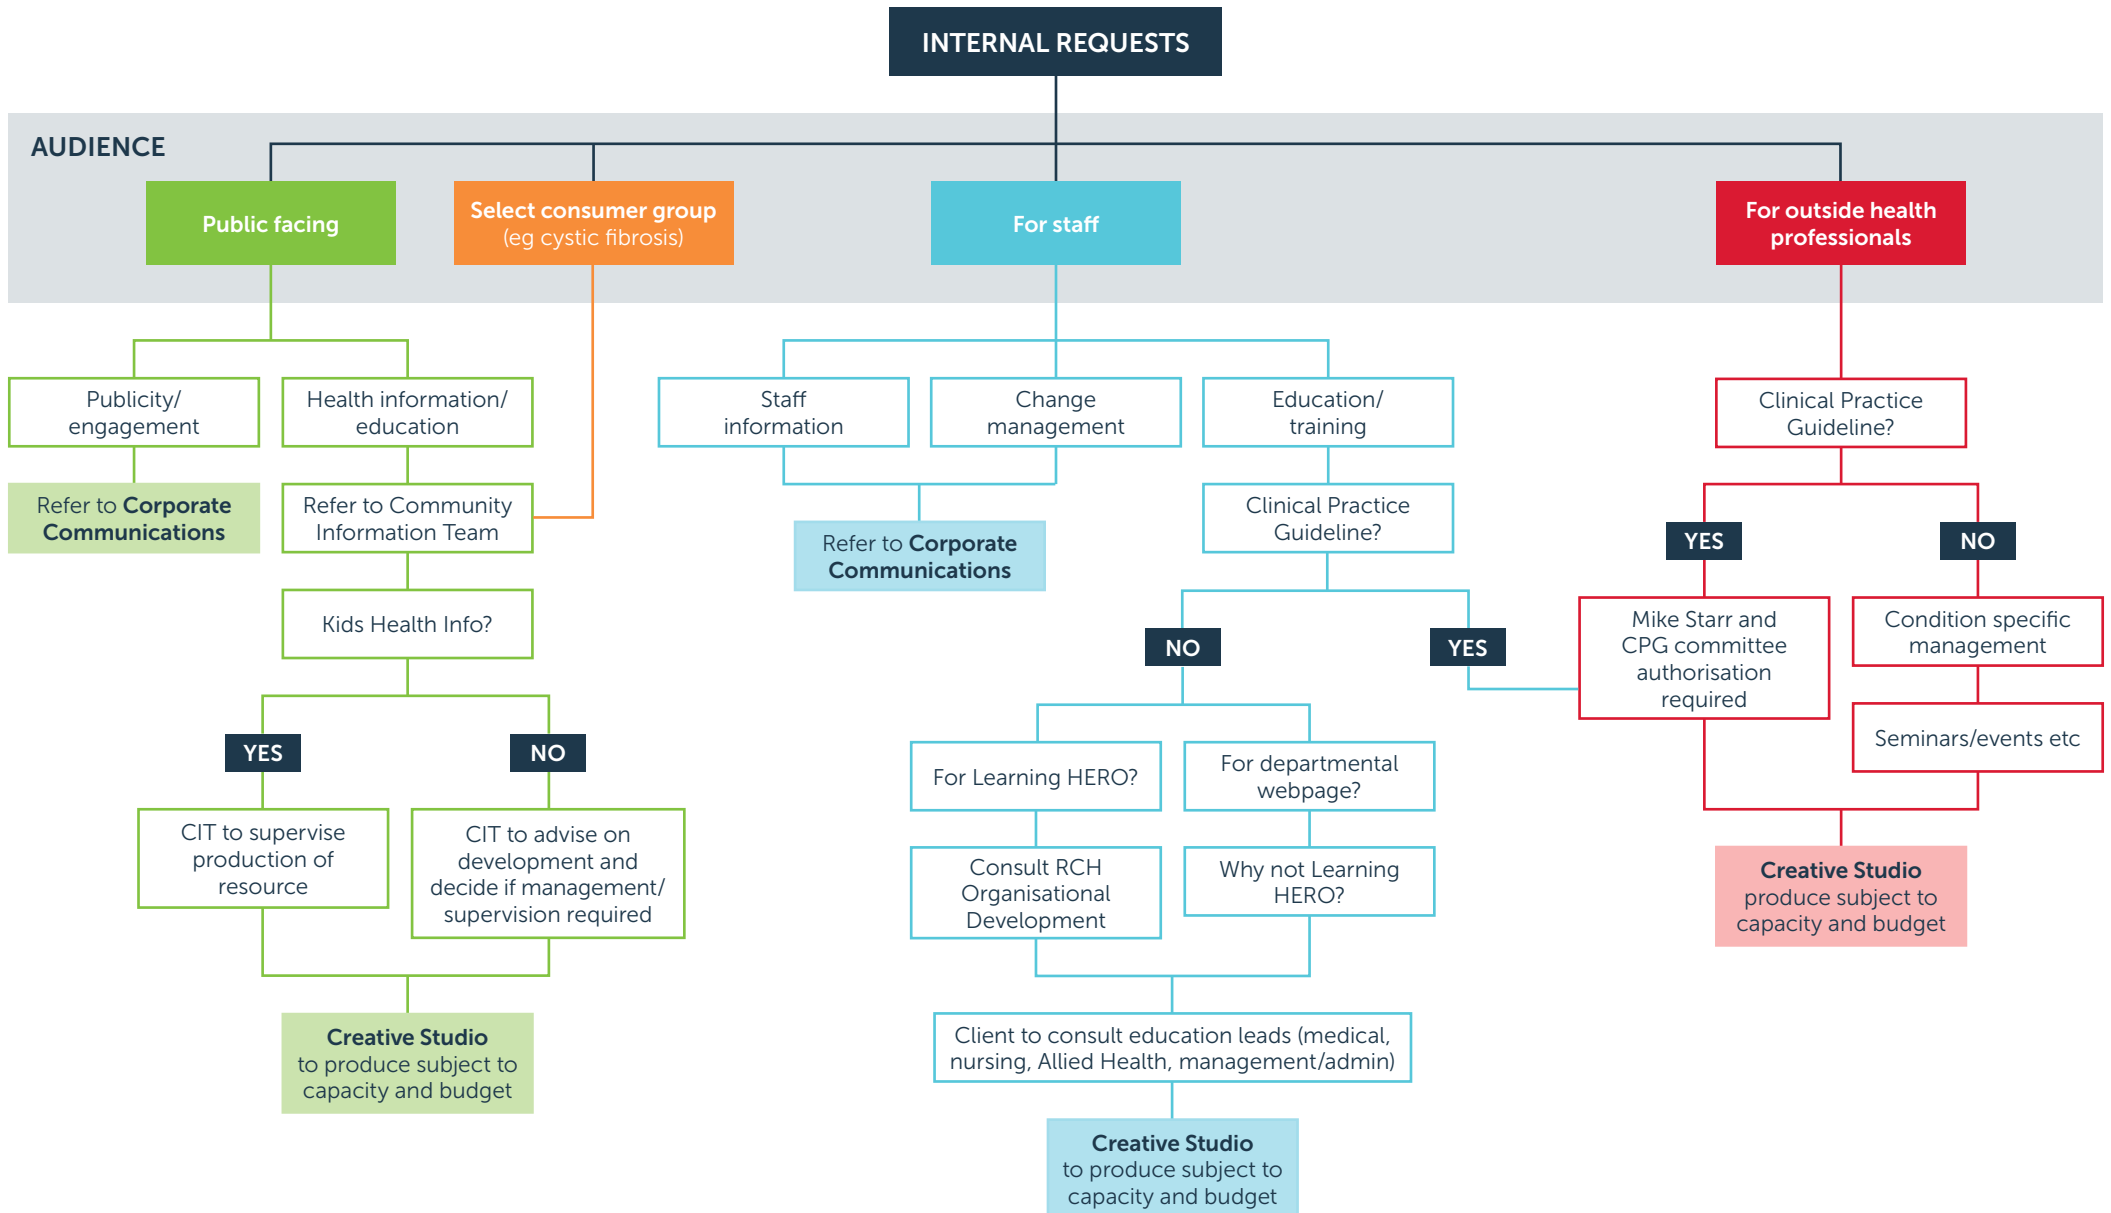 INTERNAL REQUESTS
AUDIENCE
Public facing
Select consumer group
(eg cystic fibrosis)
For staff
For outside health
professionals
Publicity/
engagement
Health information/
education
Refer to Corporate
Communications
Refer to Community
Information Team
Kids Health Info?
YES
NO
CIT to supervise
production of
resource
CIT to advise on
development and
decide if management/
supervision required
Creative Studio
to produce subject to
capacity and budget
Staff
information
Change
management
Education/
training
Refer to Corporate
Communications
Clinical Practice
Guideline?
NO
YES
For Learning HERO?
For departmental
webpage?
Consult RCH
Organisational
Development
Why not Learning
HERO?
Client to consult education leads (medical,
nursing, Allied Health, management/admin)
Creative Studio
to produce subject to
capacity and budget
Clinical Practice
Guideline?
YES
NO
Mike Starr and
CPG committee
authorisation
required
Condition specific
management
Seminars/events etc
Creative Studio
produce subject to
capacity and budget